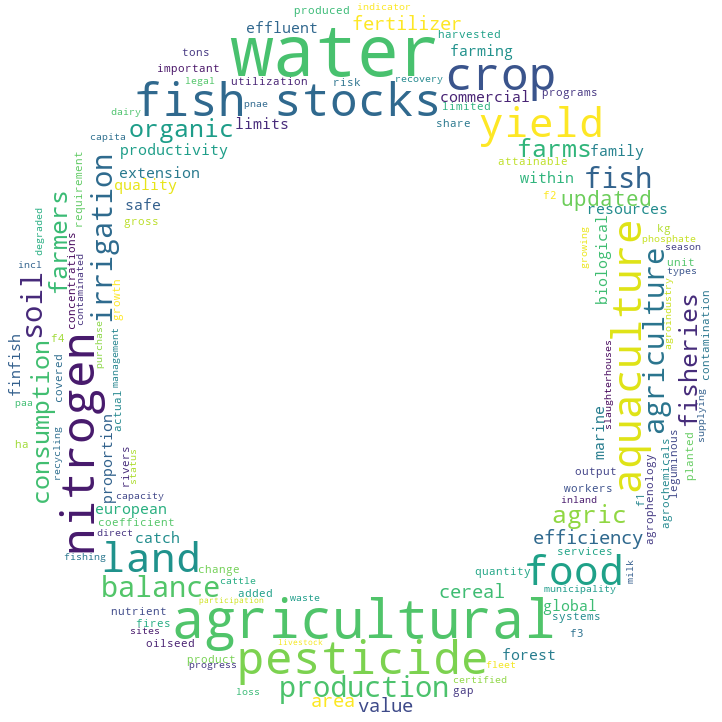 produced
indicator
effluent
fertilizer
water
harvested
tons
farming
important
crop
legal
utilization
risk
recovery
programs
fish stocks
pnae
commercial
dairy
limited
organic
limits
share
yield
capita
productivity
farms
family
attainable
extension
within
fish
quality
f2
updated
safe
resources
gross
requirement
degraded
farmers
irrigation
concentrations
contaminated
incl
soil
growth
biological
growing
aquaculture
agriculture
kg
phosphate
season
unit
types
agroindustry
fisheries
contamination
supplying
finfish
f4
covered
purchase
nitrogen
actual
management
paa
consumption
ha
recycling
proportion
rivers
status
slaughterhouses
marine
planted
leguminous
agrochemicals
agrophenology
f1
output
workers
capacity
inland
european
agric
coefficient
direct
catch
efficiency
fishing
land
change
services
cattle
quantity
food
milk
balance
added
waste
cereal
municipality
participation
nutrient
global
fires
agricultural
systems
sites
f3
oilseed
livestock
product
pesticide
forest
progress
fleet
loss
production
certified
gap
area
value